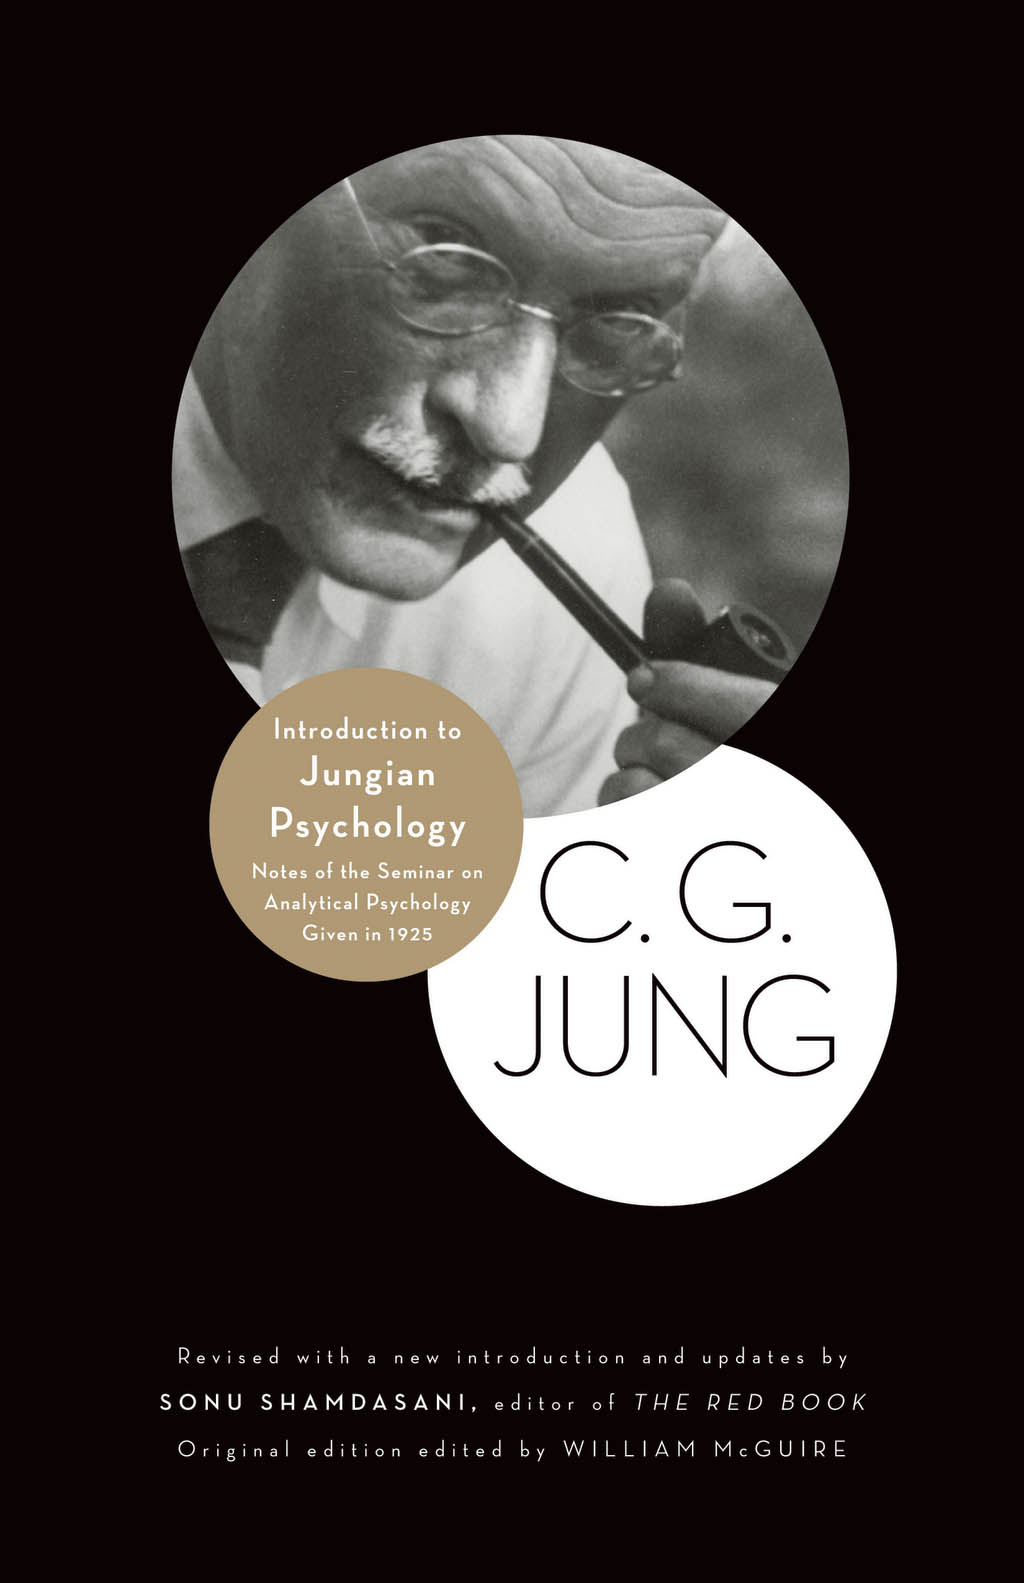 Introduction to
Jungian
Psychology
Notes of the Seminar on
Analytical Psychology
Given in 1925
C. G.
JUNG
Revised with a new introduction and updates by
SONU SHAMDASANI, editor of THE RED BOOK
Original edition edited by WILLIAM McGUIRE